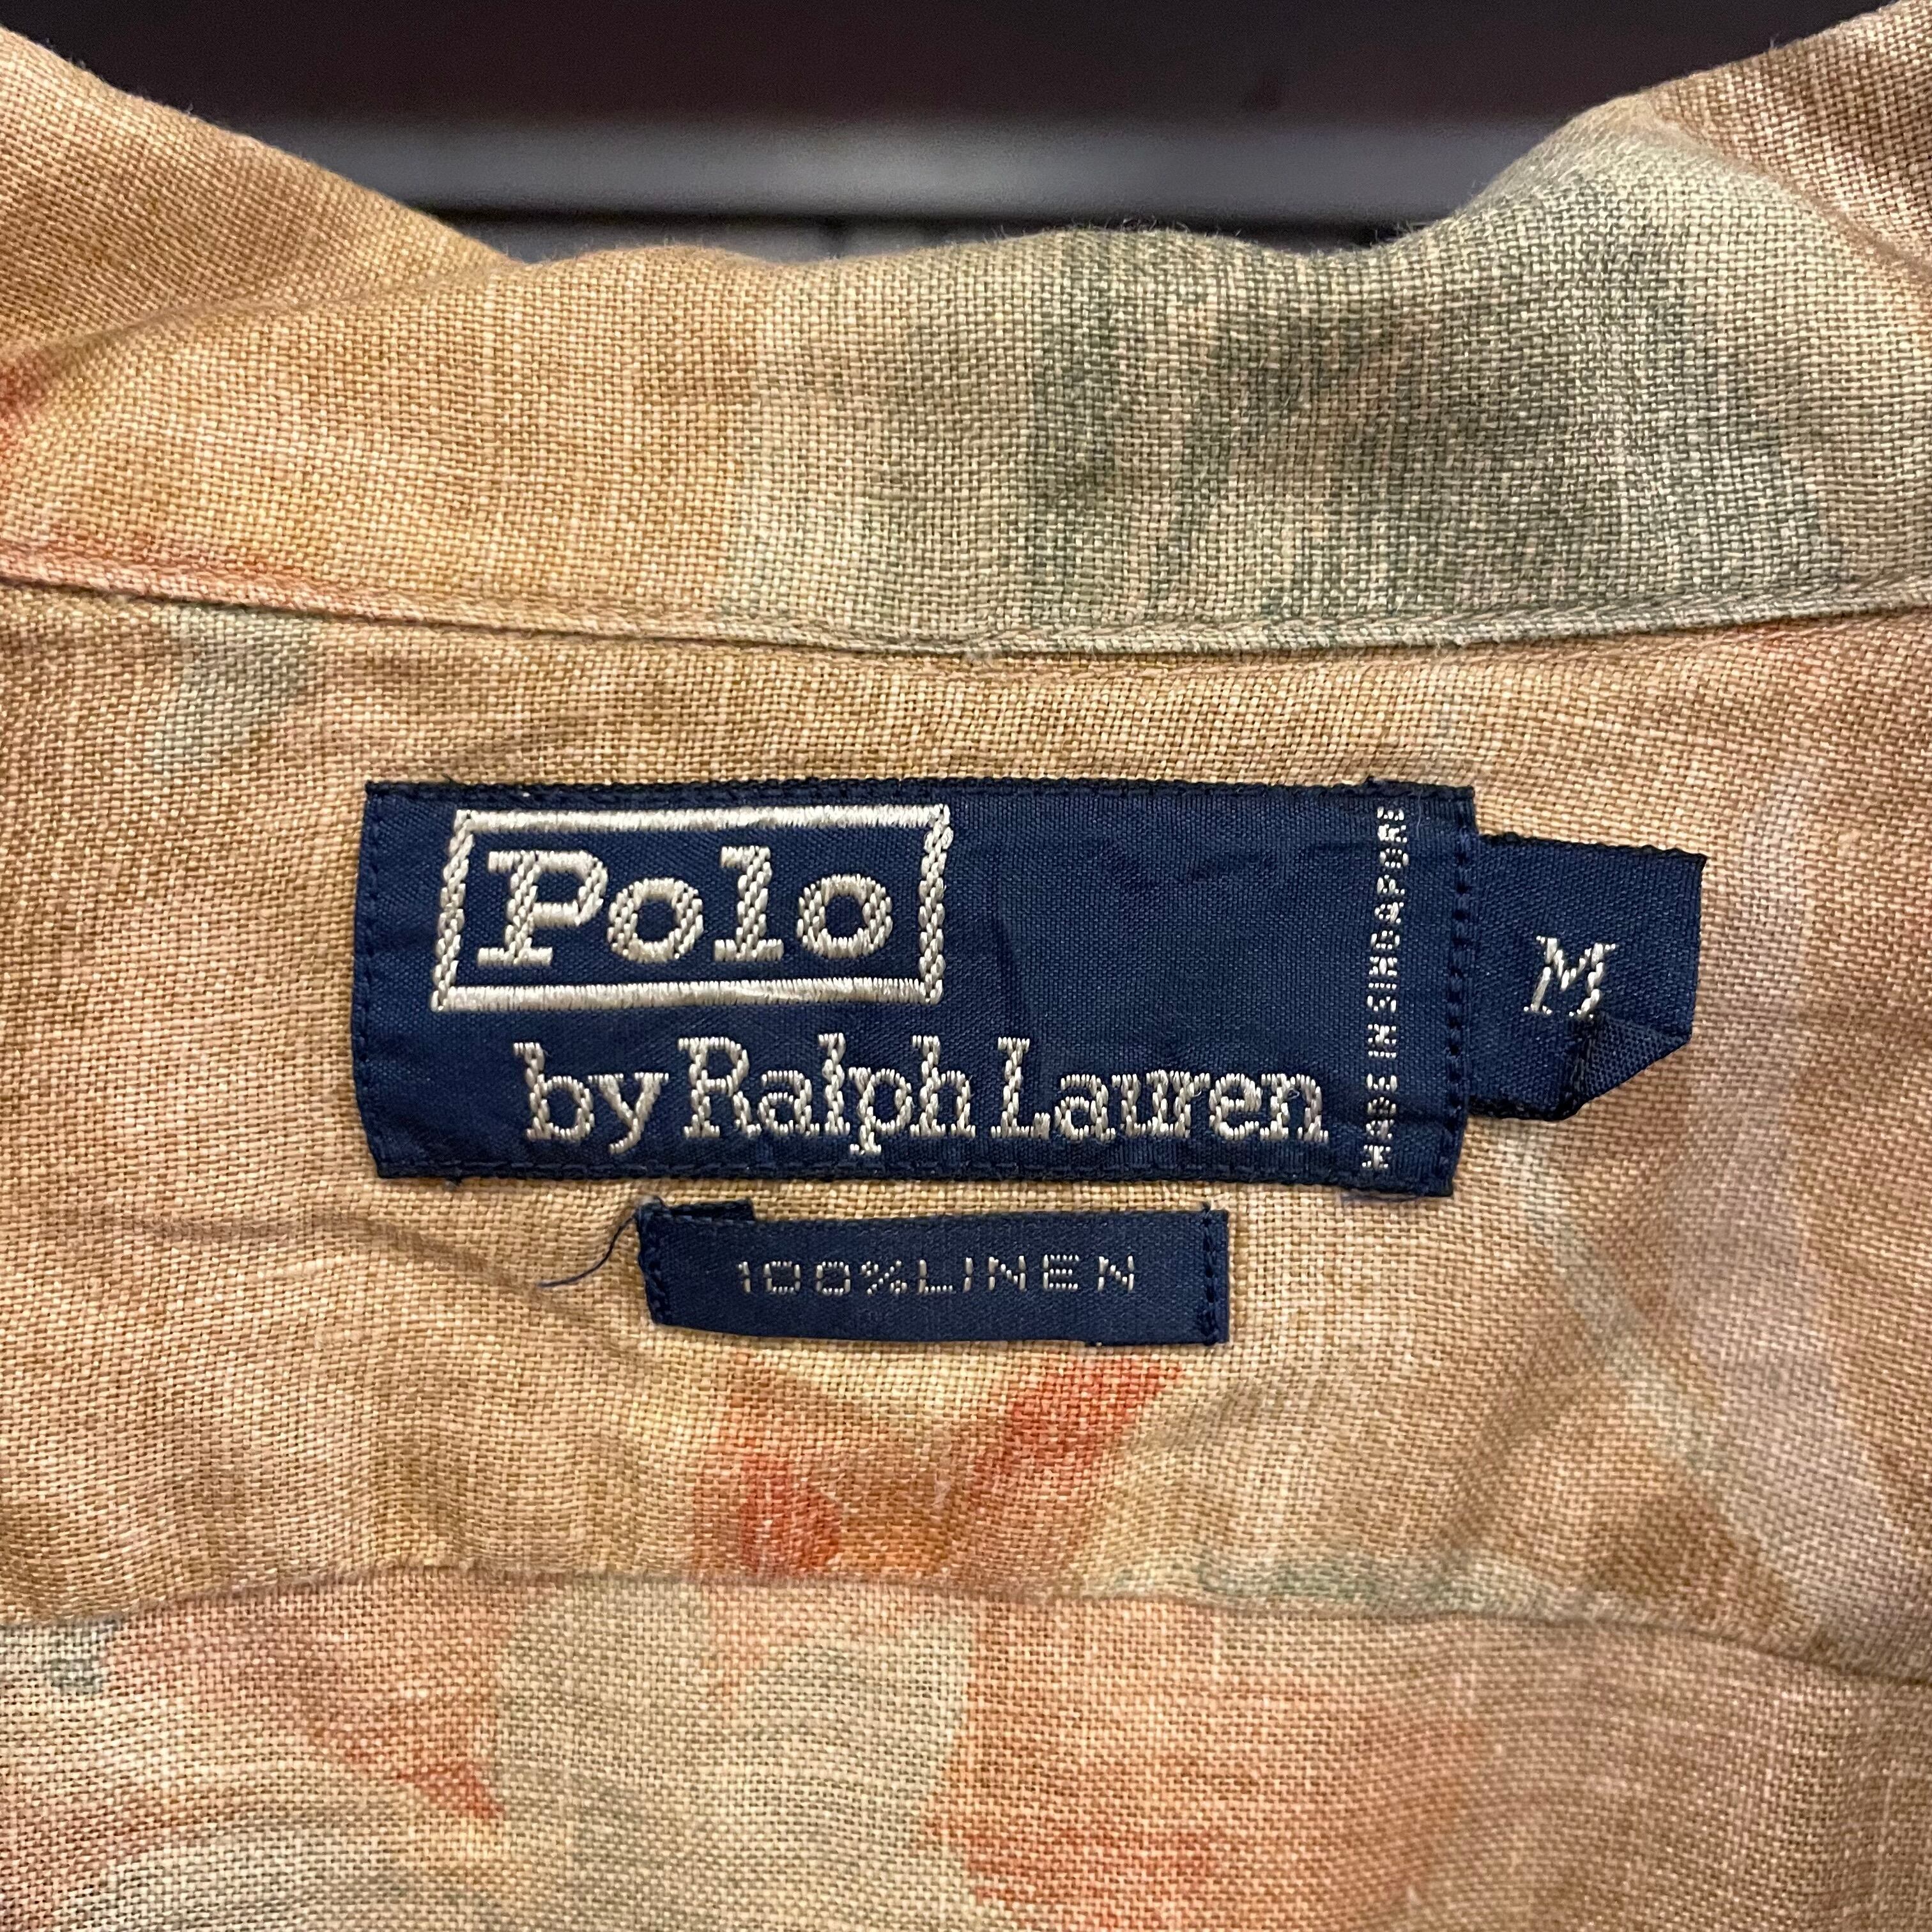 Polo
by Ralph Lauren
MADE IN SINGAPORE
M
100% LINEN